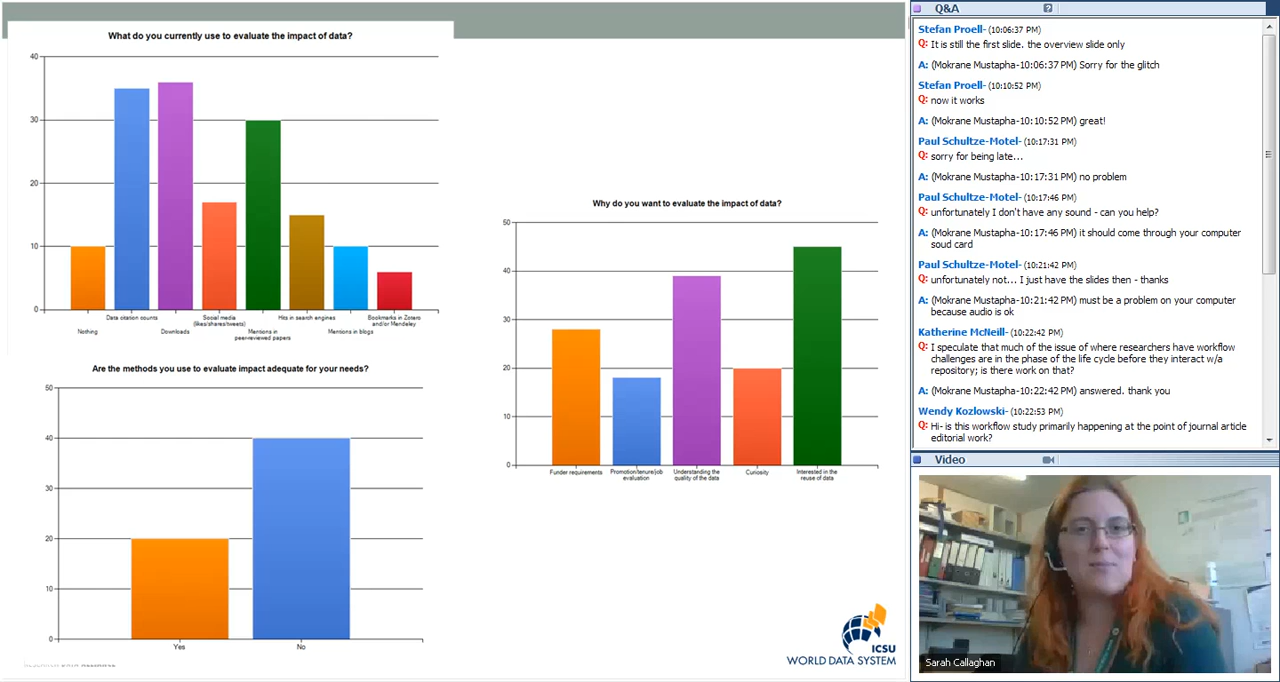 What do you currently use to evaluate the impact of data?
40
30
20
10
0
Nothing
Data citation counts
Downloads
Social media
(likes/shares/tweets)
Mentions in
peer-reviewed papers
Hits in search engines
Mentions in blogs
Bookmarks in Zotero
and/or Mendeley
Are the methods you use to evaluate impact adequate for your needs?
50
40
30
20
10
0
Yes
No
Why do you want to evaluate the impact of data?
50
40
30
20
10
0
Funder requirements
Promotion/tenure/job
evaluation
Understanding the
quality of the data
Curiosity
Interested in the
reuse of data
ICSU
WORLD DATA SYSTEM
Q&A
?
Stefan Proell- (10:06:37 PM)
Q: It is still the first slide. the overview slide only
A: (Mokrane Mustapha-10:06:37 PM) Sorry for the glitch
Stefan Proell- (10:10:52 PM)
Q: now it works
A: (Mokrane Mustapha-10:10:52 PM) great!
Paul Schultze-Motel- (10:17:31 PM)
Q: sorry for being late...
A: (Mokrane Mustapha-10:17:31 PM) no problem
Paul Schultze-Motel- (10:17:46 PM)
Q: unfortunately I don't have any sound - can you help?
A: (Mokrane Mustapha-10:17:46 PM) it should come through your computer
soud card
Paul Schultze-Motel- (10:21:42 PM)
Q: unfortunately not... I just have the slides then - thanks
A: (Mokrane Mustapha-10:21:42 PM) must be a problem on your computer
because audio is ok
Katherine McNeill- (10:22:42 PM)
Q: I speculate that much of the issue of where researchers have workflow
challenges are in the phase of the life cycle before they interact w/a
repository; is there work on that?
A: (Mokrane Mustapha-10:22:42 PM) answered. thank you
Wendy Kozlowski- (10:22:53 PM)
Q: Hi- is this workflow study primarily happening at the point of journal article
editorial work?
Video
Sarah Callaghan